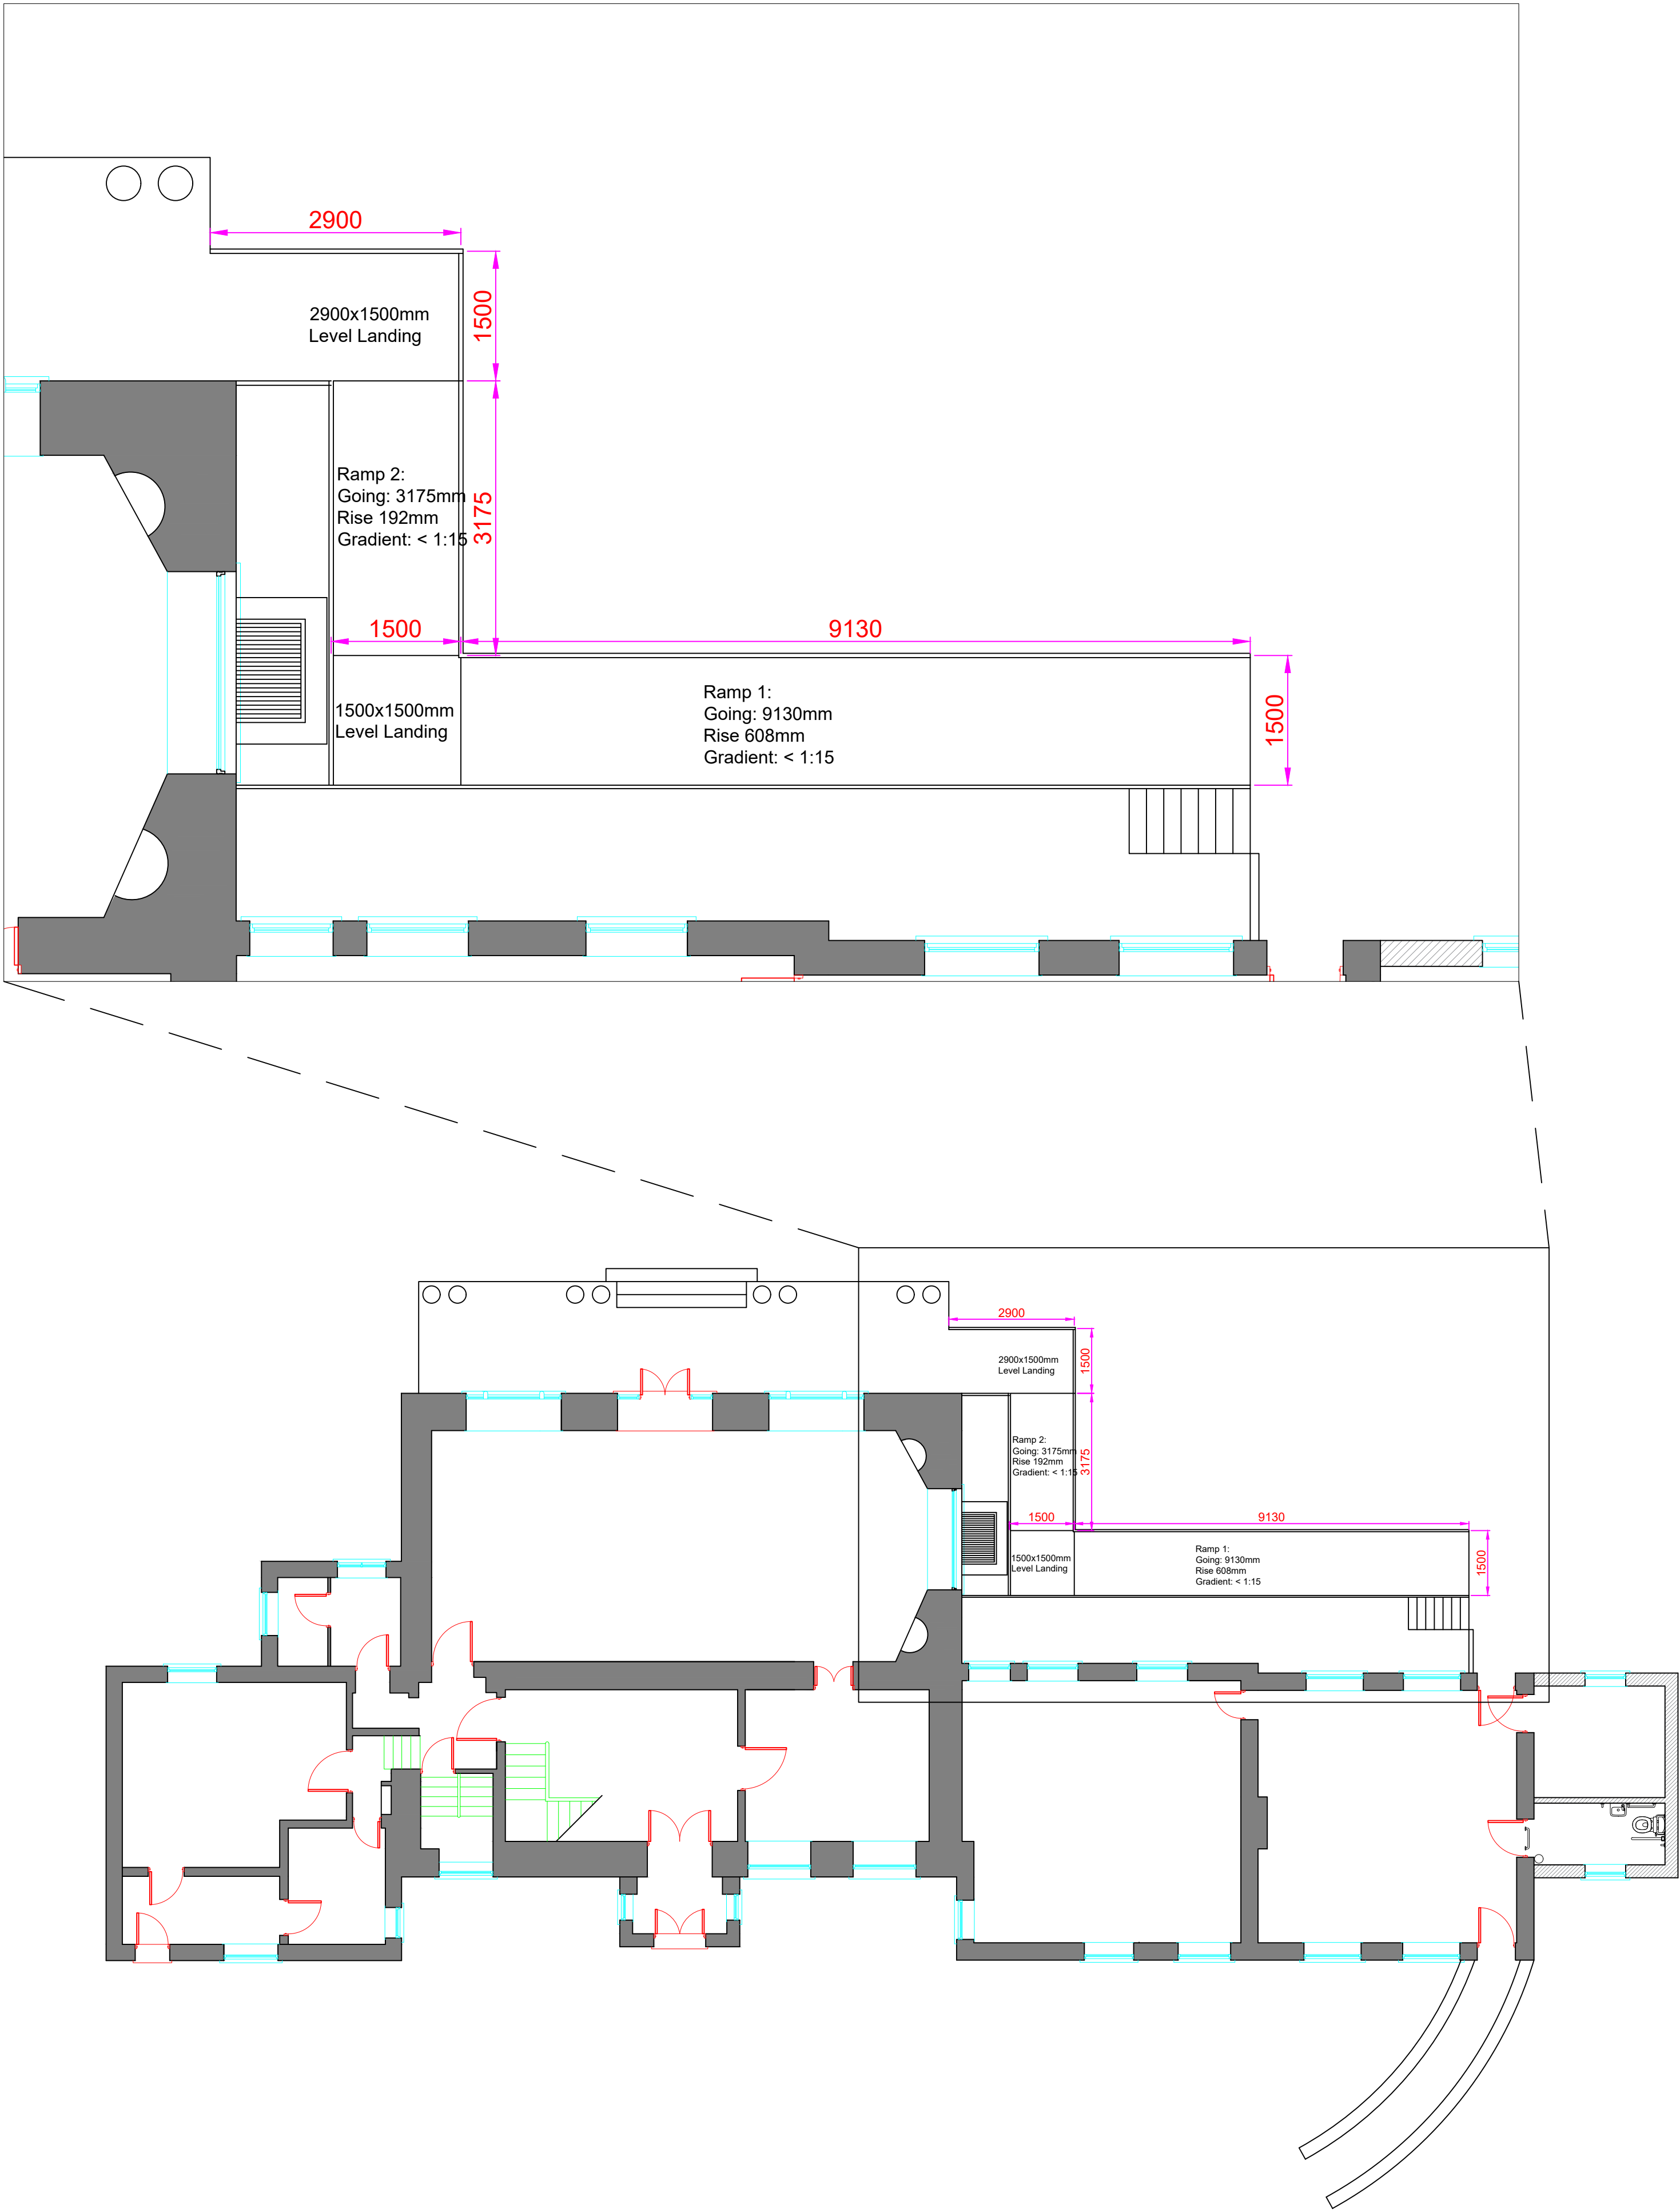 2900
1500
2900x1500mm
Level Landing
Ramp 2:
Going: 3175mm
Rise 192mm
Gradient: < 1:15
3175
1500
9130
1500x1500mm
Level Landing
Ramp 1:
Going: 9130mm
Rise 608mm
Gradient: < 1:15
1500
2900
1500
2900x1500mm
Level Landing
Ramp 2:
Going: 3175mm
Rise 192mm
Gradient: < 1:15
3175
1500
9130
1500x1500mm
Level Landing
Ramp 1:
Going: 9130mm
Rise 608mm
Gradient: < 1:15
1500